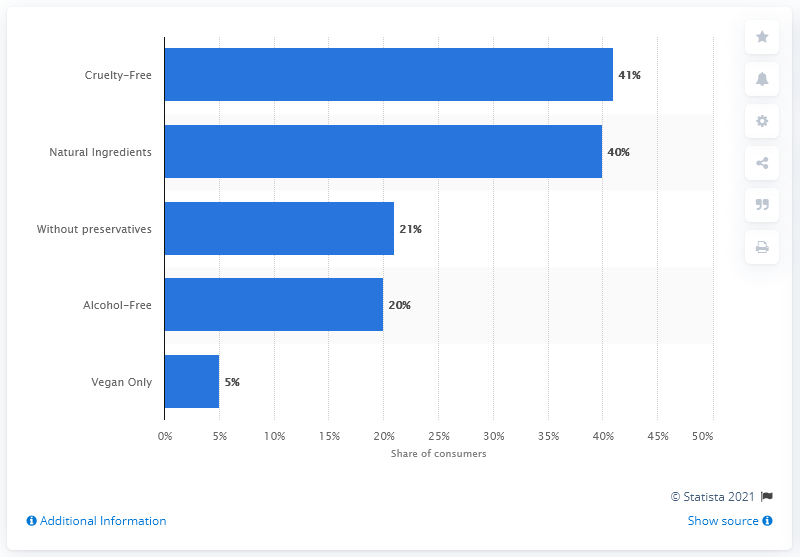 Cruelty-Free
41%
Natural Ingredients
40%
Without preservatives
21%
Alcohol-Free
20%
Vegan Only
5%
0% 5% 10% 15% 20% 25% 30% 35% 40% 45% 50%
Share of consumers
© Statista 2021
Additional Information
Show source